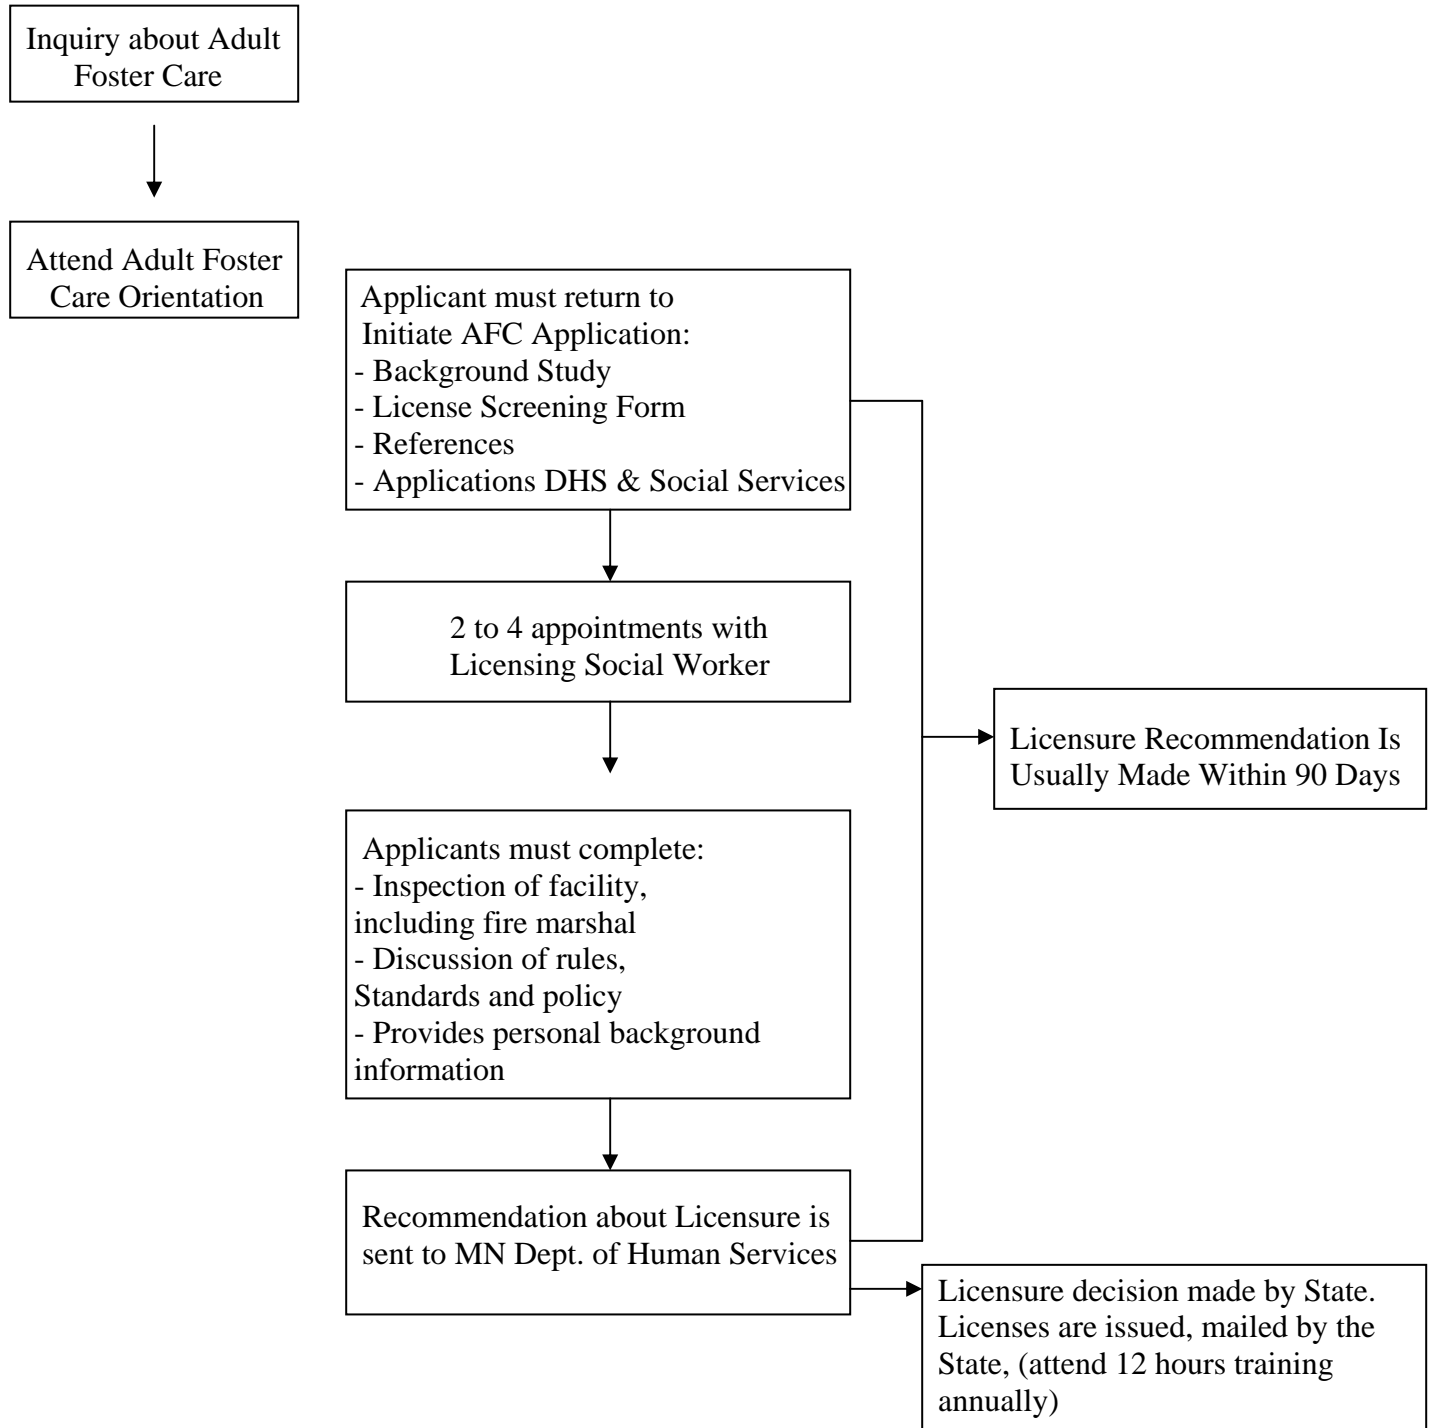 Inquiry about Adult
Foster Care
Attend Adult Foster
Care Orientation
Applicant must return to
Initiate AFC Application:
- Background Study
- License Screening Form
- References
- Applications DHS & Social Services
2 to 4 appointments with
Licensing Social Worker
Licensure Recommendation Is
Usually Made Within 90 Days
Applicants must complete:
- Inspection of facility,
including fire marshal
- Discussion of rules,
Standards and policy
- Provides personal background
information
Recommendation about Licensure is
sent to MN Dept. of Human Services
Licensure decision made by State.
Licenses are issued, mailed by the
State, (attend 12 hours training
annually)